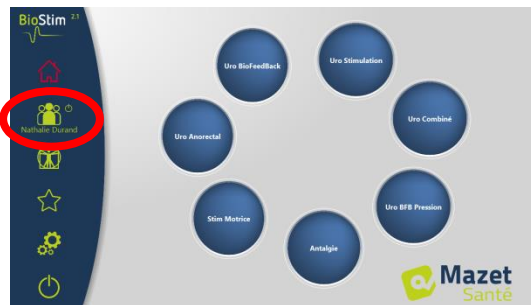 BioStim 2.1
Nathalie Durand
Uro BioFeedBack
Uro Stimulation
Uro Combiné
Uro Anorectal
Uro BFB Pression
Stim Motrice
Antalgie
Mazet
Santé